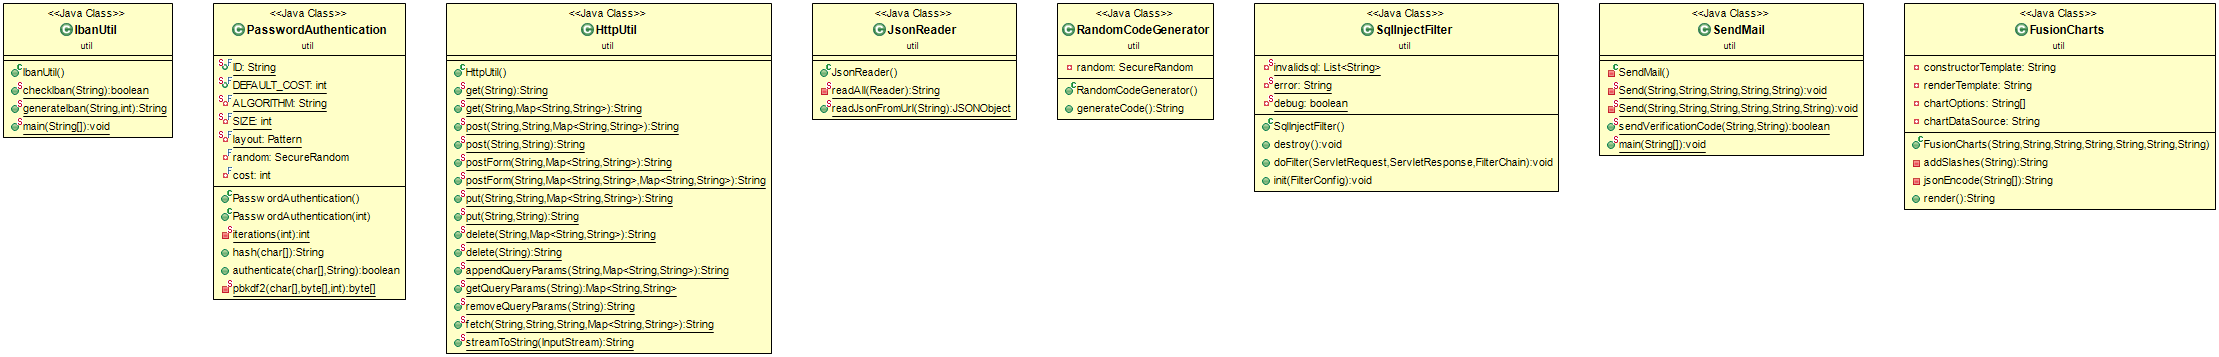 <<Java Class>>
IbanUtil
util
IbanUtil()
checkIban(String):boolean
generateIban(String,int):String
main(String[]):void
<<Java Class>>
PasswordAuthentication
util
ID: String
DEFAULT_COST: int
ALGORITHM: String
SIZE: int
layout: Pattern
random: SecureRandom
cost: int
PasswordAuthentication()
PasswordAuthentication(int)
iterations(int):int
hash(char[]):String
authenticate(char[],String):boolean
pbkdf2(char[],byte[],int):byte[]
<<Java Class>>
HttpUtil
util
HttpUtil()
get(String):String
get(String,Map<String,String>):String
post(String,String,Map<String,String>):String
post(String,String):String
postForm(String,Map<String,String>):String
postForm(String,Map<String,String>,Map<String,String>):String
put(String,String,Map<String,String>):String
put(String,String):String
delete(String,Map<String,String>):String
delete(String):String
appendQueryParams(String,Map<String,String>):String
getQueryParams(String):Map<String,String>
removeQueryParams(String):String
fetch(String,String,String,Map<String,String>):String
streamToString(InputStream):String
<<Java Class>>
JsonReader
util
JsonReader()
readAll(Reader):String
readJsonFromUrl(String):JSONObject
<<Java Class>>
RandomCodeGenerator
util
random: SecureRandom
RandomCodeGenerator()
generateCode():String
<<Java Class>>
SqlInjectFilter
util
invalidsql: List<String>
error: String
debug: boolean
SqlInjectFilter()
destroy():void
doFilter(ServletRequest,ServletResponse,FilterChain):void
init(FilterConfig):void
<<Java Class>>
SendMail
util
SendMail()
Send(String,String,String,String,String):void
Send(String,String,String,String,String,String):void
sendVerificationCode(String,String):boolean
main(String[]):void
<<Java Class>>
FusionCharts
util
constructorTemplate: String
renderTemplate: String
chartOptions: String[]
chartDataSource: String
FusionCharts(String,String,String,String,String,String)
addSlashes(String):String
jsonEncode(String[]):String
render():String